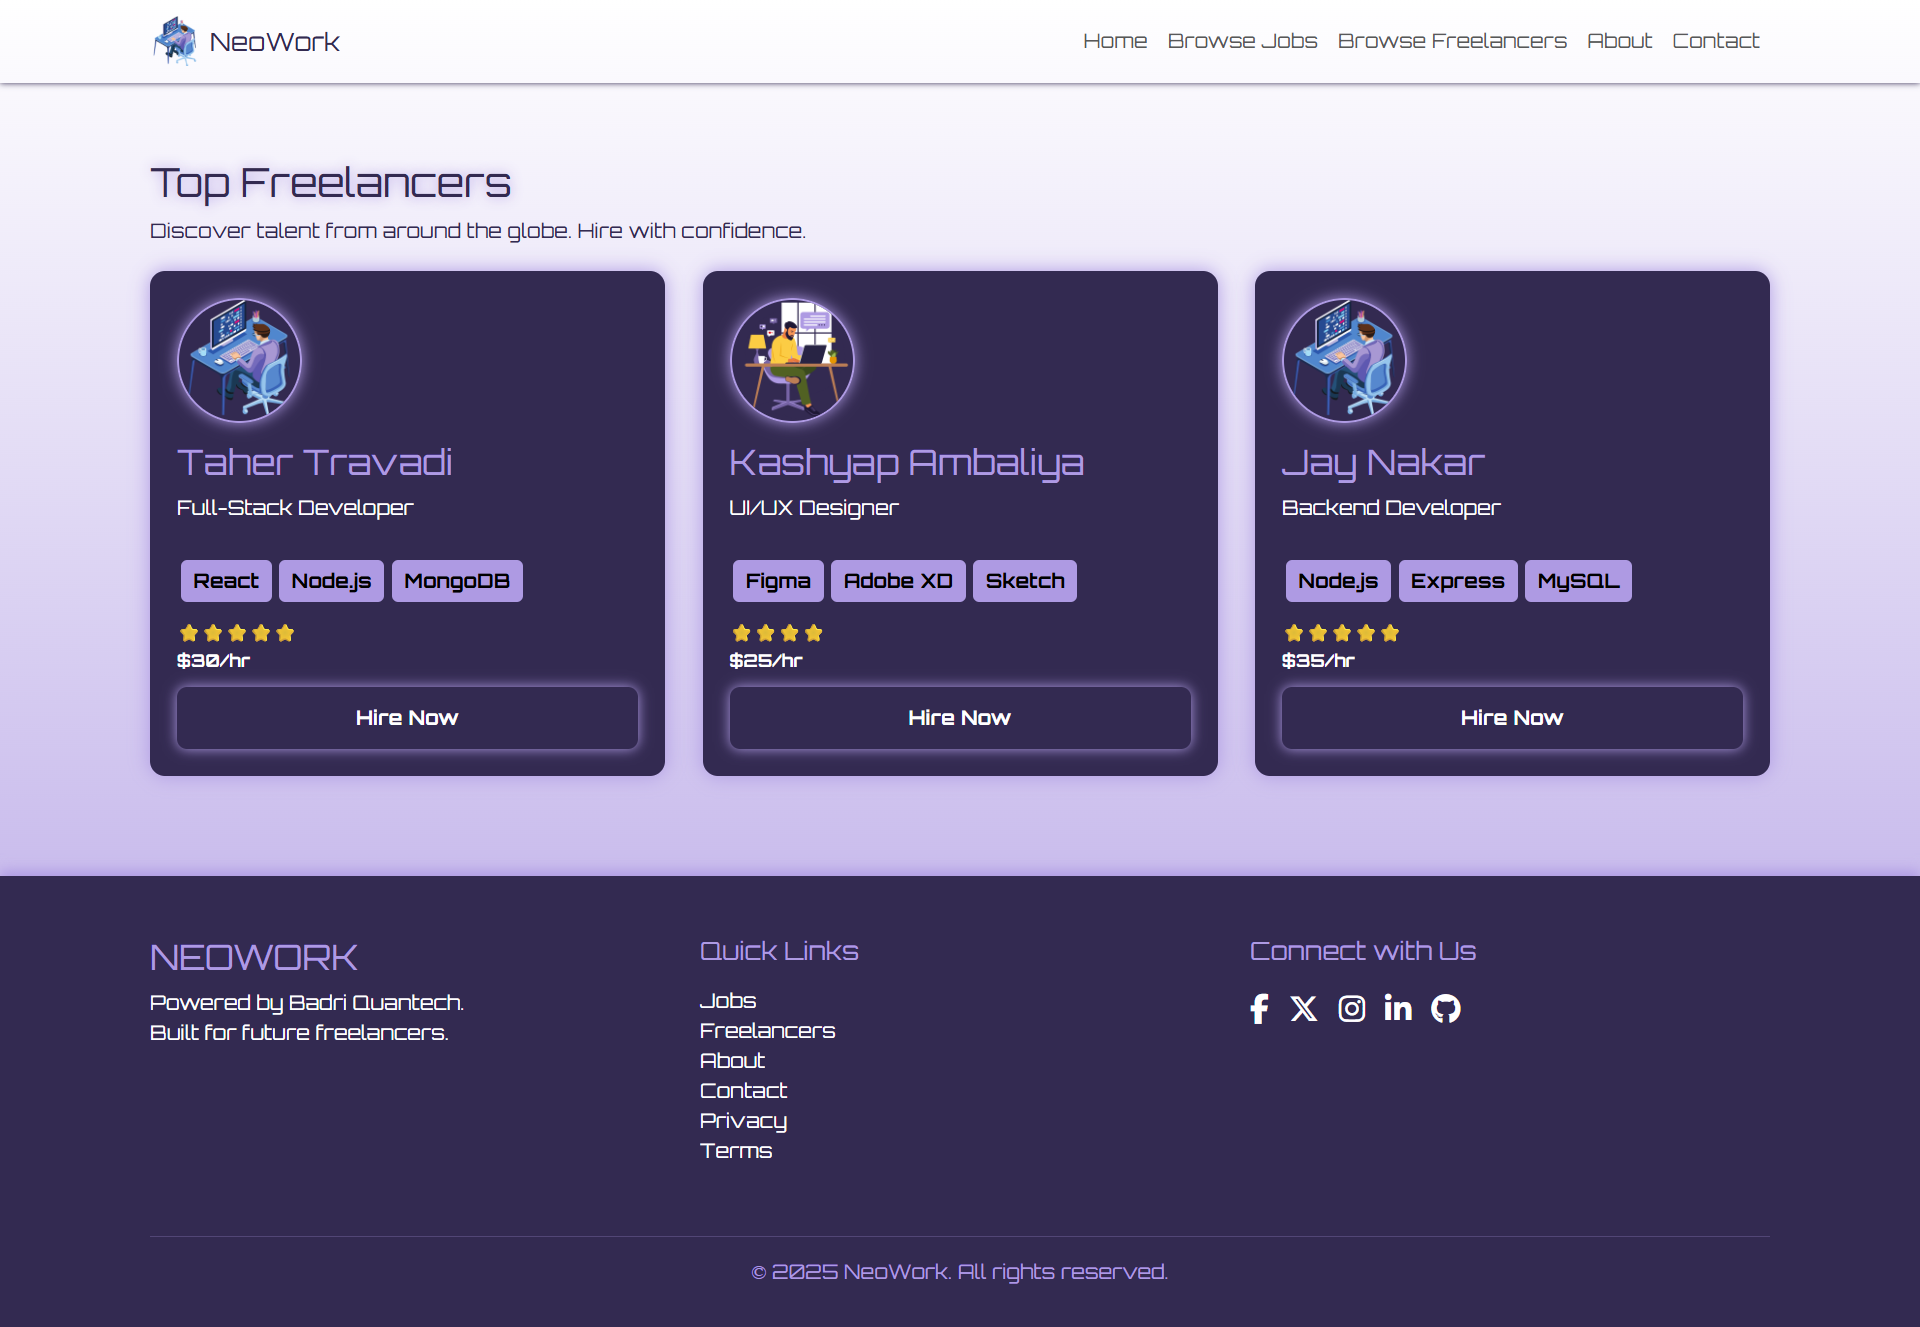 NeoWork
Home Browse Jobs Browse Freelancers About Contact
Top Freelancers
Discover talent from around the globe. Hire with confidence.
Taher Travadi
Full-Stack Developer
React Node.js MongoDB
$30/hr
Hire Now
Kashyap Ambaliya
UI/UX Designer
Figma Adobe XD Sketch
$25/hr
Hire Now
Jay Nakar
Backend Developer
Node.js Express MySQL
$35/hr
Hire Now
NEOWORK
Powered by Badri Quantech.
Built for future freelancers.
Quick Links
Jobs
Freelancers
About
Contact
Privacy
Terms
Connect with Us
© 2025 NeoWork. All rights reserved.